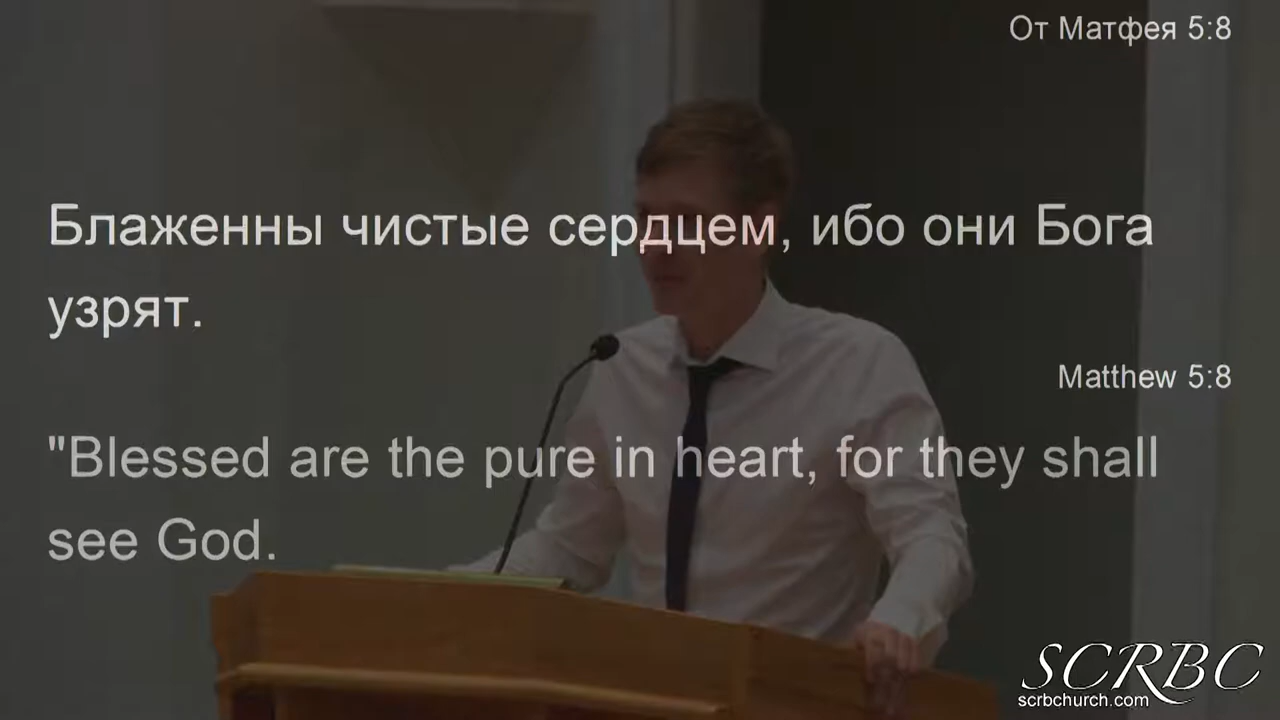 От Матфея 5:8
Блаженны чистые сердцем, ибо они Бога
узрят.
Matthew 5:8
"Blessed are the pure in heart, for they shall
see God.
SCRBC
scrbchurch.com